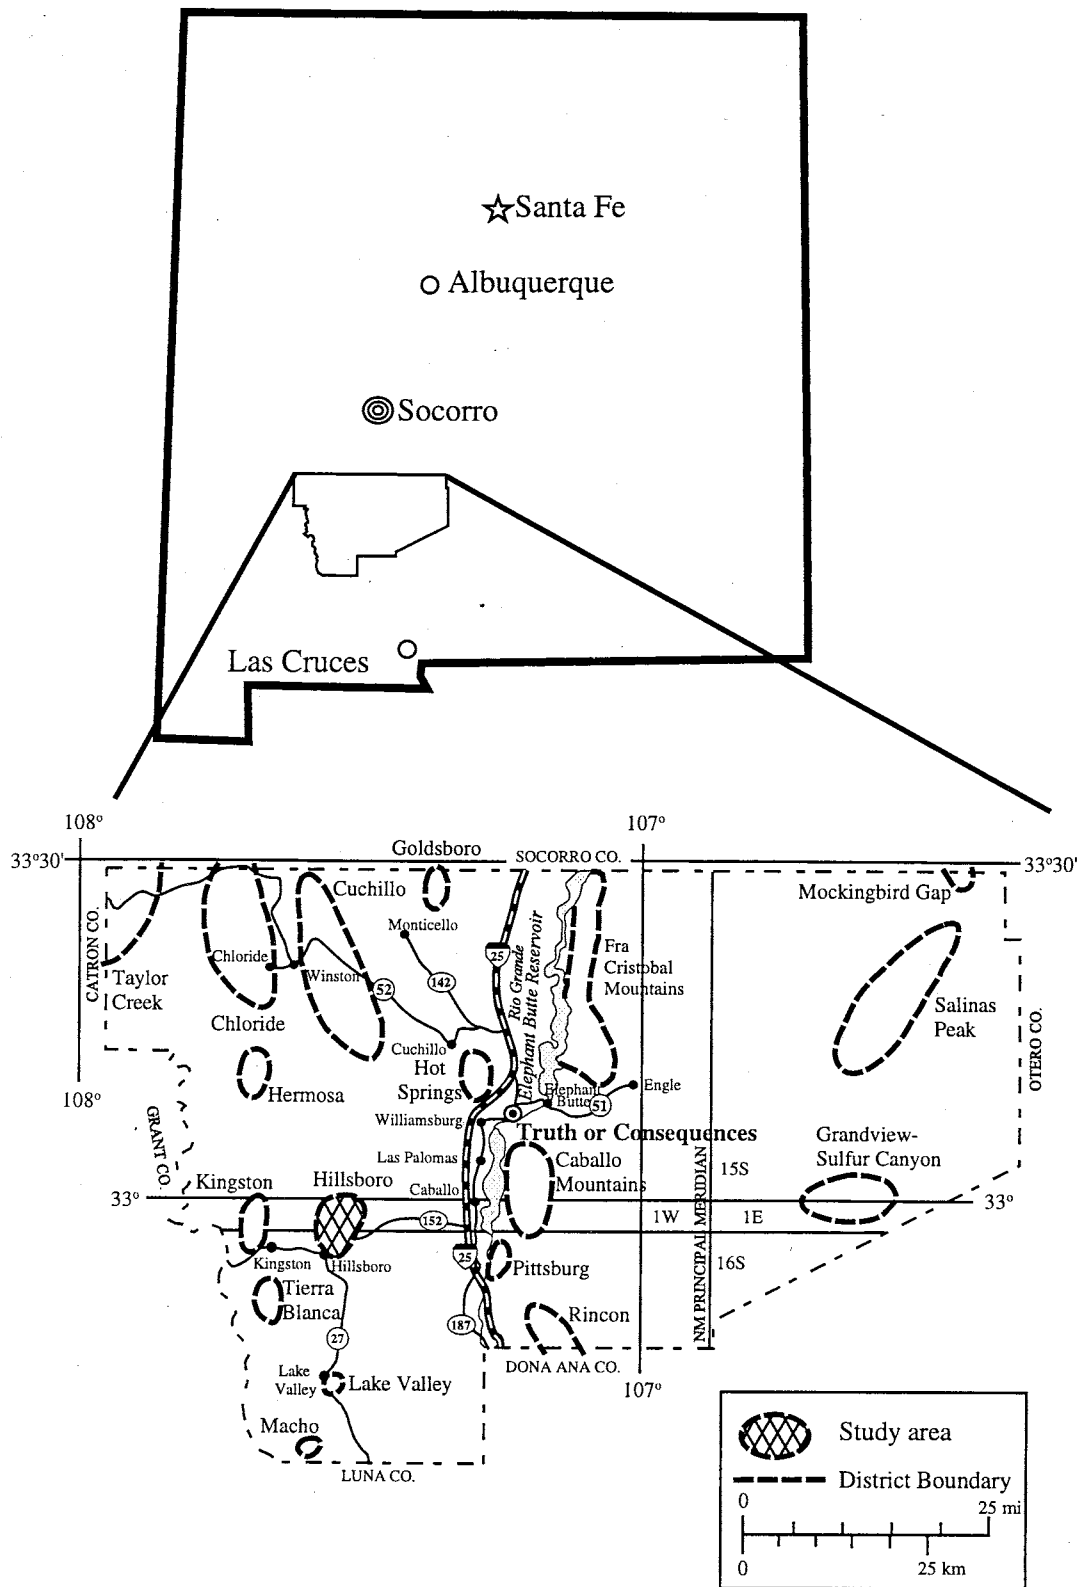 Santa Fe
Albuquerque
Socorro
Las Cruces
108°
107°
33°30'
Goldsboro
SOCORRO CO.
33°30'
Cuchillo
Mockingbird Gap
CATRON CO.
Monticello
Rio Grande
Elephant Butte Reservoir
25
Fra
Cristobal
Mountains
Chloride
Winston
52
142
Taylor
Creek
Chloride
Salinas
Peak
OTERO CO.
Cuchillo
Hot
Springs
Hermosa
108°
Elephant
Butte
51
Engle
GRANT CO.
Williamsburg
Truth or Consequences
Las Palomas
Caballo
Mountains
Grandview-
Sulfur Canyon
15S
Kingston
Hillsboro
Caballo
33°
33°
152
1W
1E
NM PRINCIPAL MERIDIAN
25
Kingston
Hillsboro
Pittsburg
16S
Tierra
Blanca
Rincon
187
27
DONA ANA CO.
Lake
Valley
Lake Valley
107°
Macho
LUNA CO.
Study area
District Boundary
0
25 mi
0
25 km